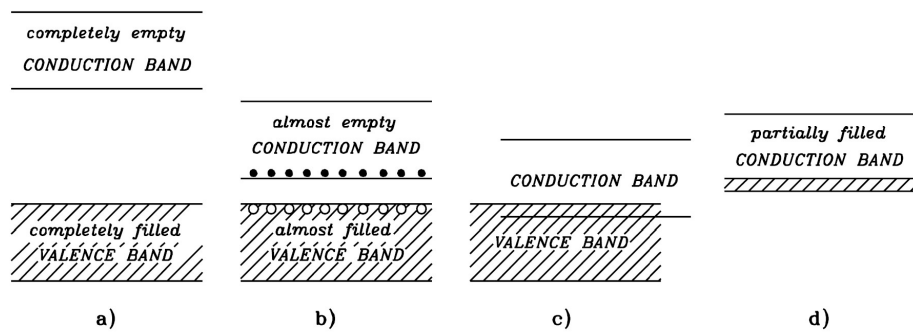 completely empty
CONDUCTION BAND
completely filled
VALENCE BAND
a)
almost empty
CONDUCTION BAND
almost filled
VALENCE BAND
b)
CONDUCTION BAND
VALENCE BAND
c)
partially filled
CONDUCTION BAND
d)